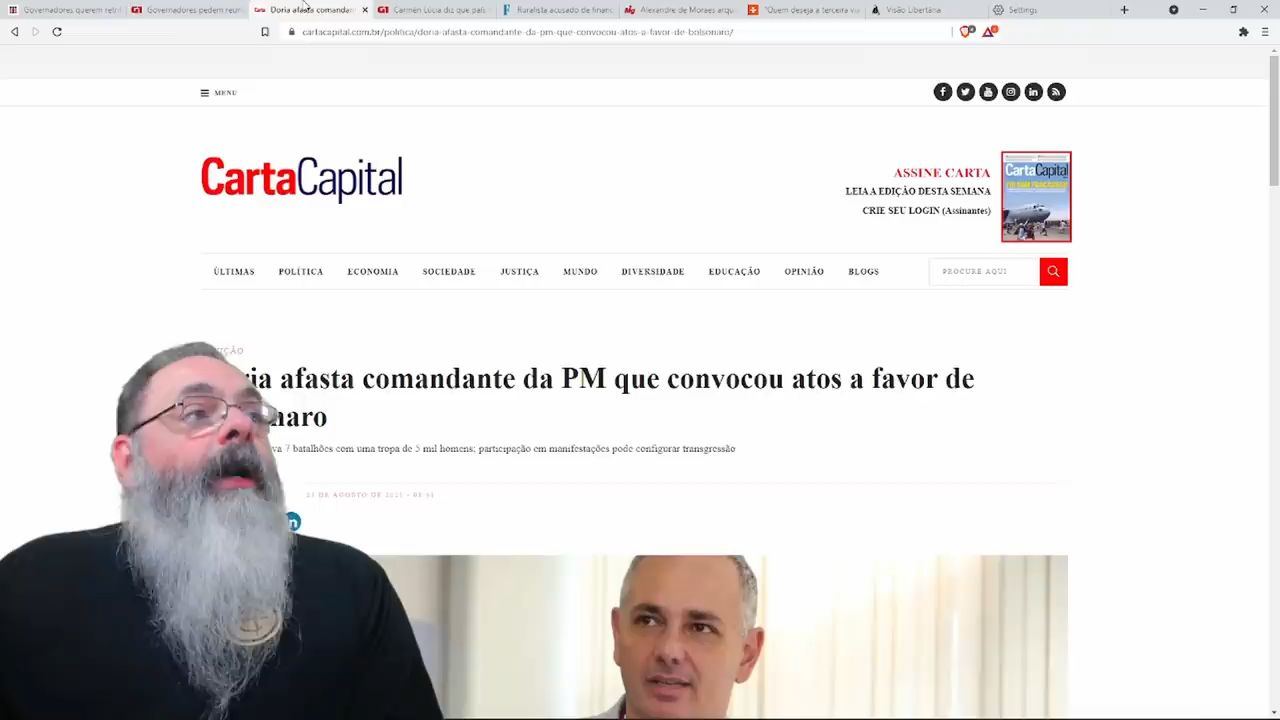 Governadores querem retri
Governadores pedem reun
Doria afasta comandan
Cármen Lúcia diz que pali
Ruralista acusado de financ
Alexandre de Moraes arqu
"Quem deseja a terceira v
Visão Libertária
Settings
cartacapital.com.br/politica/doria-afasta-comandante-da-pm-que-convocou-atos-a-favor-de-bolsonaro/
MENU
CartaCapital
ASSINE CARTA
LEIA A EDIÇÃO DESTA SEMANA
CRIE SEU LOGIN (Assinantes)
CartaCapital
ÚLTIMAS
POLÍTICA
ECONOMIA
SOCIEDADE
JUSTIÇA
MUNDO
DIVERSIDADE
EDUCAÇÃO
OPINIÃO
BLOGS
PROCURE AQUI
ia afasta comandante da PM que convocou atos a favor de
naro
va 7 batalhões com uma tropa de 5 mil homens; participação em manifestações pode configurar transgressão
DE AGOSTO DE 2021